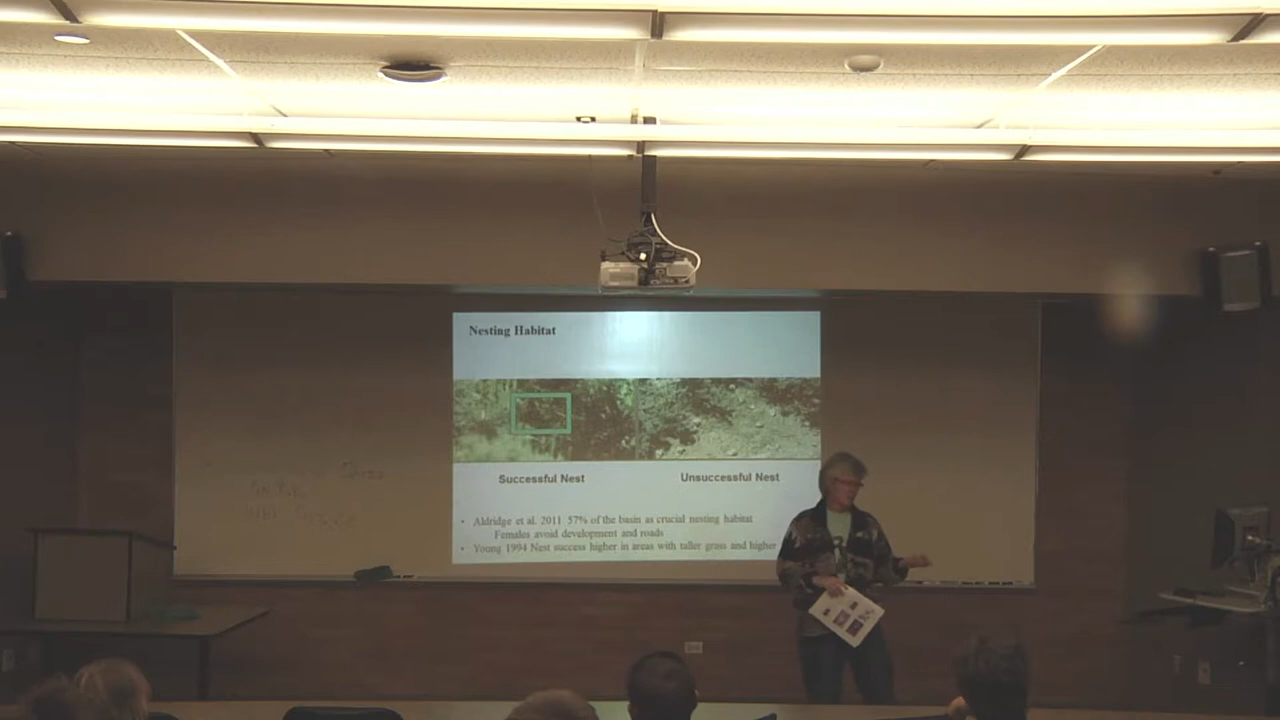 Nesting Habitat
Successful Nest
Unsuccessful Nest
• Aldridge et al. 2011 57% of the basin as crucial nesting habitat
Females avoid development and roads
• Young 1994 Nest success higher in areas with taller grass and higher